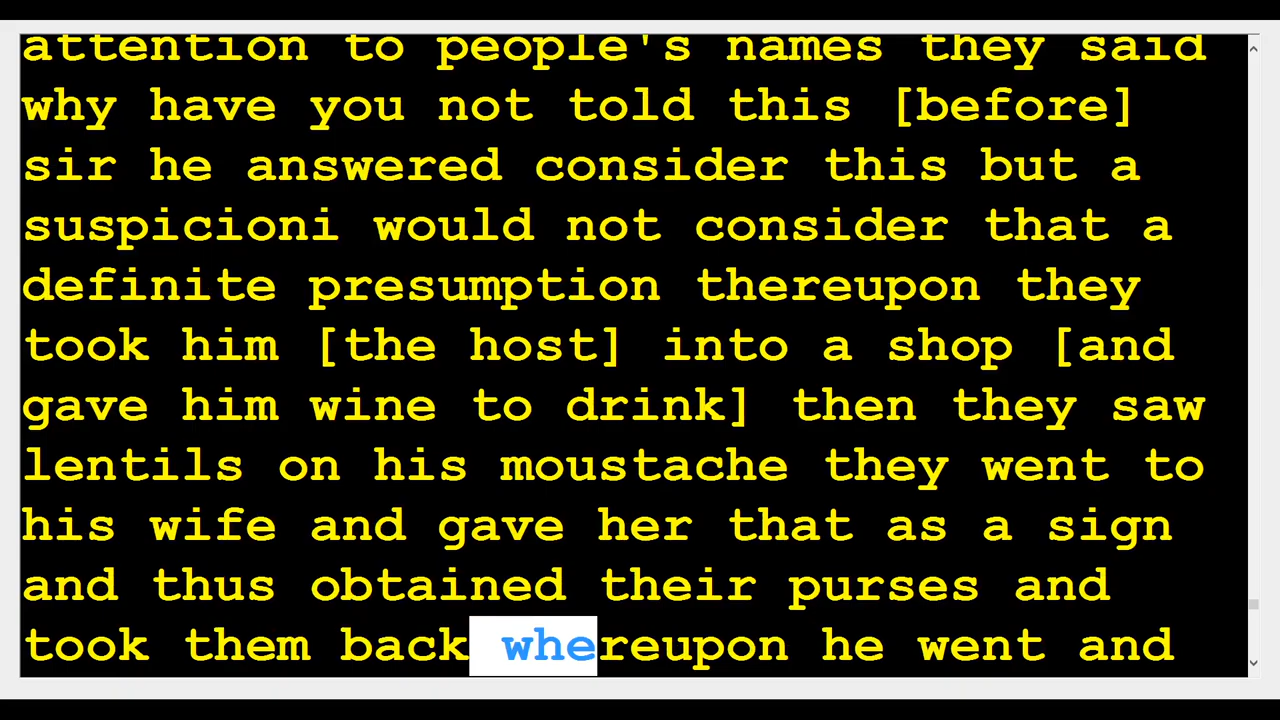 attention to people's names they said
why have you not told this [before]
sir he answered consider this but a
suspicioni would not consider that a
definite presumption thereupon they
took him [the host] into a shop [and
gave him wine to drink] then they saw
lentils on his moustache they went to
his wife and gave her that as a sign
and thus obtained their purses and
took them back whereupon he went and